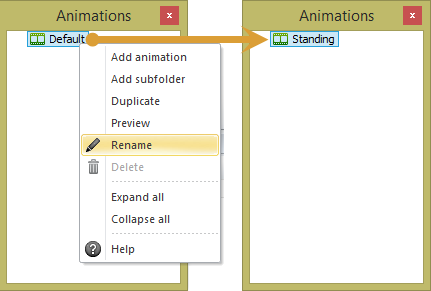 Animations
x
Default
Add animation
Add subfolder
Duplicate
Preview
Rename
Delete
Expand all
Collapse all
? Help
Animations
x
Standing